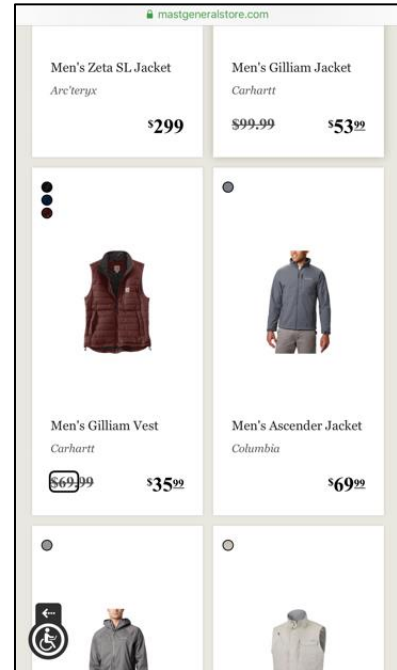 mastgeneralstore.com
Men's Zeta SL Jacket
Arc'teryx
$299
Men's Gilliam Jacket
Carhartt
$99.99 $53.99
Men's Gilliam Vest
Carhartt
$69.99 $35.99
Men's Ascender Jacket
Columbia
$69.99